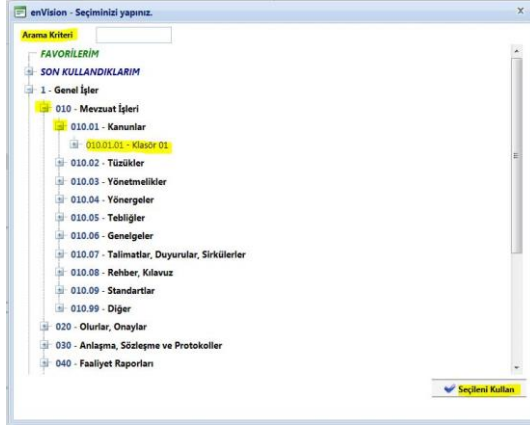 enVision - Seçiminizi yapınız.
x
Arama Kriteri
FAVORİLERİM
SON KULLANDIKLARIM
1 - Genel İşler
010 - Mevzuat İşleri
010.01 - Kanunlar
010.01.01 - Klasör 01
010.02 - Tüzükler
010.03 - Yönetmelikler
010.04 - Yönergeler
010.05 - Tebliğler
010.06 - Genelgeler
010.07 - Talimatlar, Duyurular, Sirkülerler
010.08 - Rehber, Kılavuz
010.09 - Standartlar
010.99 - Diğer
020 - Olurlar, Onaylar
030 - Anlaşma, Sözleşme ve Protokoller
040 - Faaliyet Raporları
Seçileni Kullan